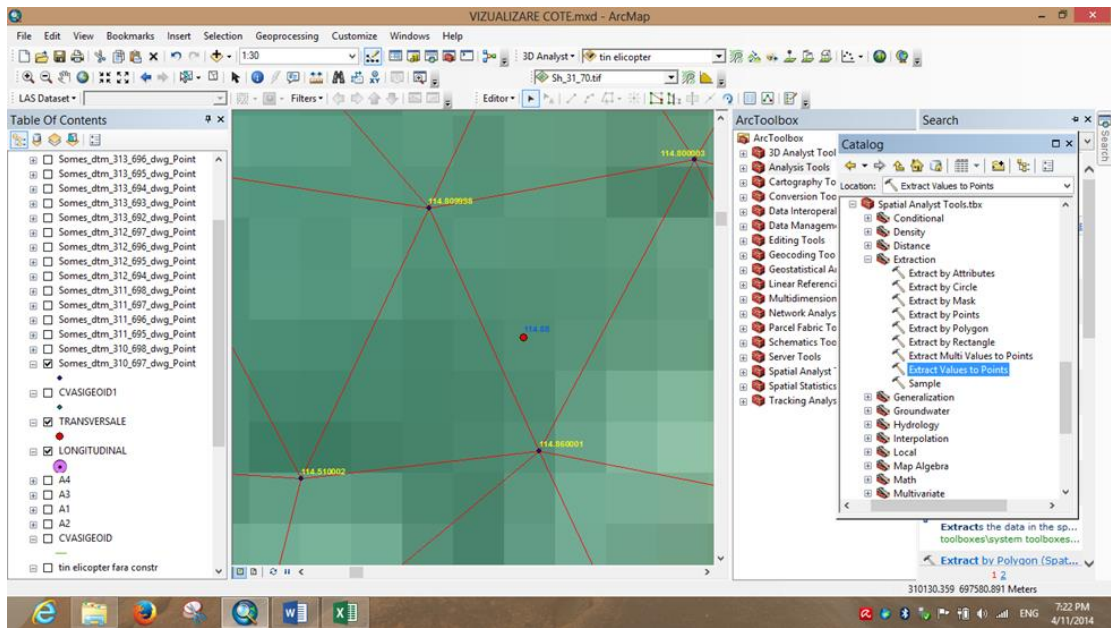 VIZUALIZARE COTE.mxd - ArcMap
File Edit View Bookmarks Insert Selection Geoprocessing Customize Windows Help
1:30
3D Analyst
tin elicopter
Sh_31_70.tif
LAS Dataset
Filters
Editor
Table Of Contents
Somes_dtm_313_696_dwg_Point
Somes_dtm_313_695_dwg_Point
Somes_dtm_313_694_dwg_Point
Somes_dtm_313_693_dwg_Point
Somes_dtm_313_692_dwg_Point
Somes_dtm_312_697_dwg_Point
Somes_dtm_312_696_dwg_Point
Somes_dtm_312_695_dwg_Point
Somes_dtm_312_694_dwg_Point
Somes_dtm_311_698_dwg_Point
Somes_dtm_311_697_dwg_Point
Somes_dtm_311_696_dwg_Point
Somes_dtm_311_695_dwg_Point
Somes_dtm_310_698_dwg_Point
Somes_dtm_310_697_dwg_Point
CVASIGEOID1
TRANSVERSALE
LONGITUDINAL
A4
A3
A1
A2
CVASIGEOID
tin elicopter fara constr
114.800003
114.88
114.510002
114.860001
ArcToolbox
ArcToolbox
3D Analyst Tool
Analysis Tools
Cartography To
Conversion Too
Data Interoperal
Data Managem
Editing Tools
Geocoding Too
Geostatistical A
Linear Referenci
Multidimension
Network Analys
Parcel Fabric To
Schematics Too
Server Tools
Spatial Analyst
Spatial Statistics
Tracking Analys
Search
Search
Catalog
Location: Extract Values to Points
Spatial Analyst Tools.tbx
Conditional
Density
Distance
Extraction
Extract by Attributes
Extract by Circle
Extract by Mask
Extract by Points
Extract by Polygon
Extract by Rectangle
Extract Multi Values to Points
Extract Values to Points
Sample
Generalization
Groundwater
Hydrology
Interpolation
Local
Map Algebra
Math
Multivariate
Extracts the data in the sp...
toolboxes\system toolboxes...
Extract by Polygon (Spat...
1 2
310130.359 697580.891 Meters
ENG
7:22 PM
4/11/2014